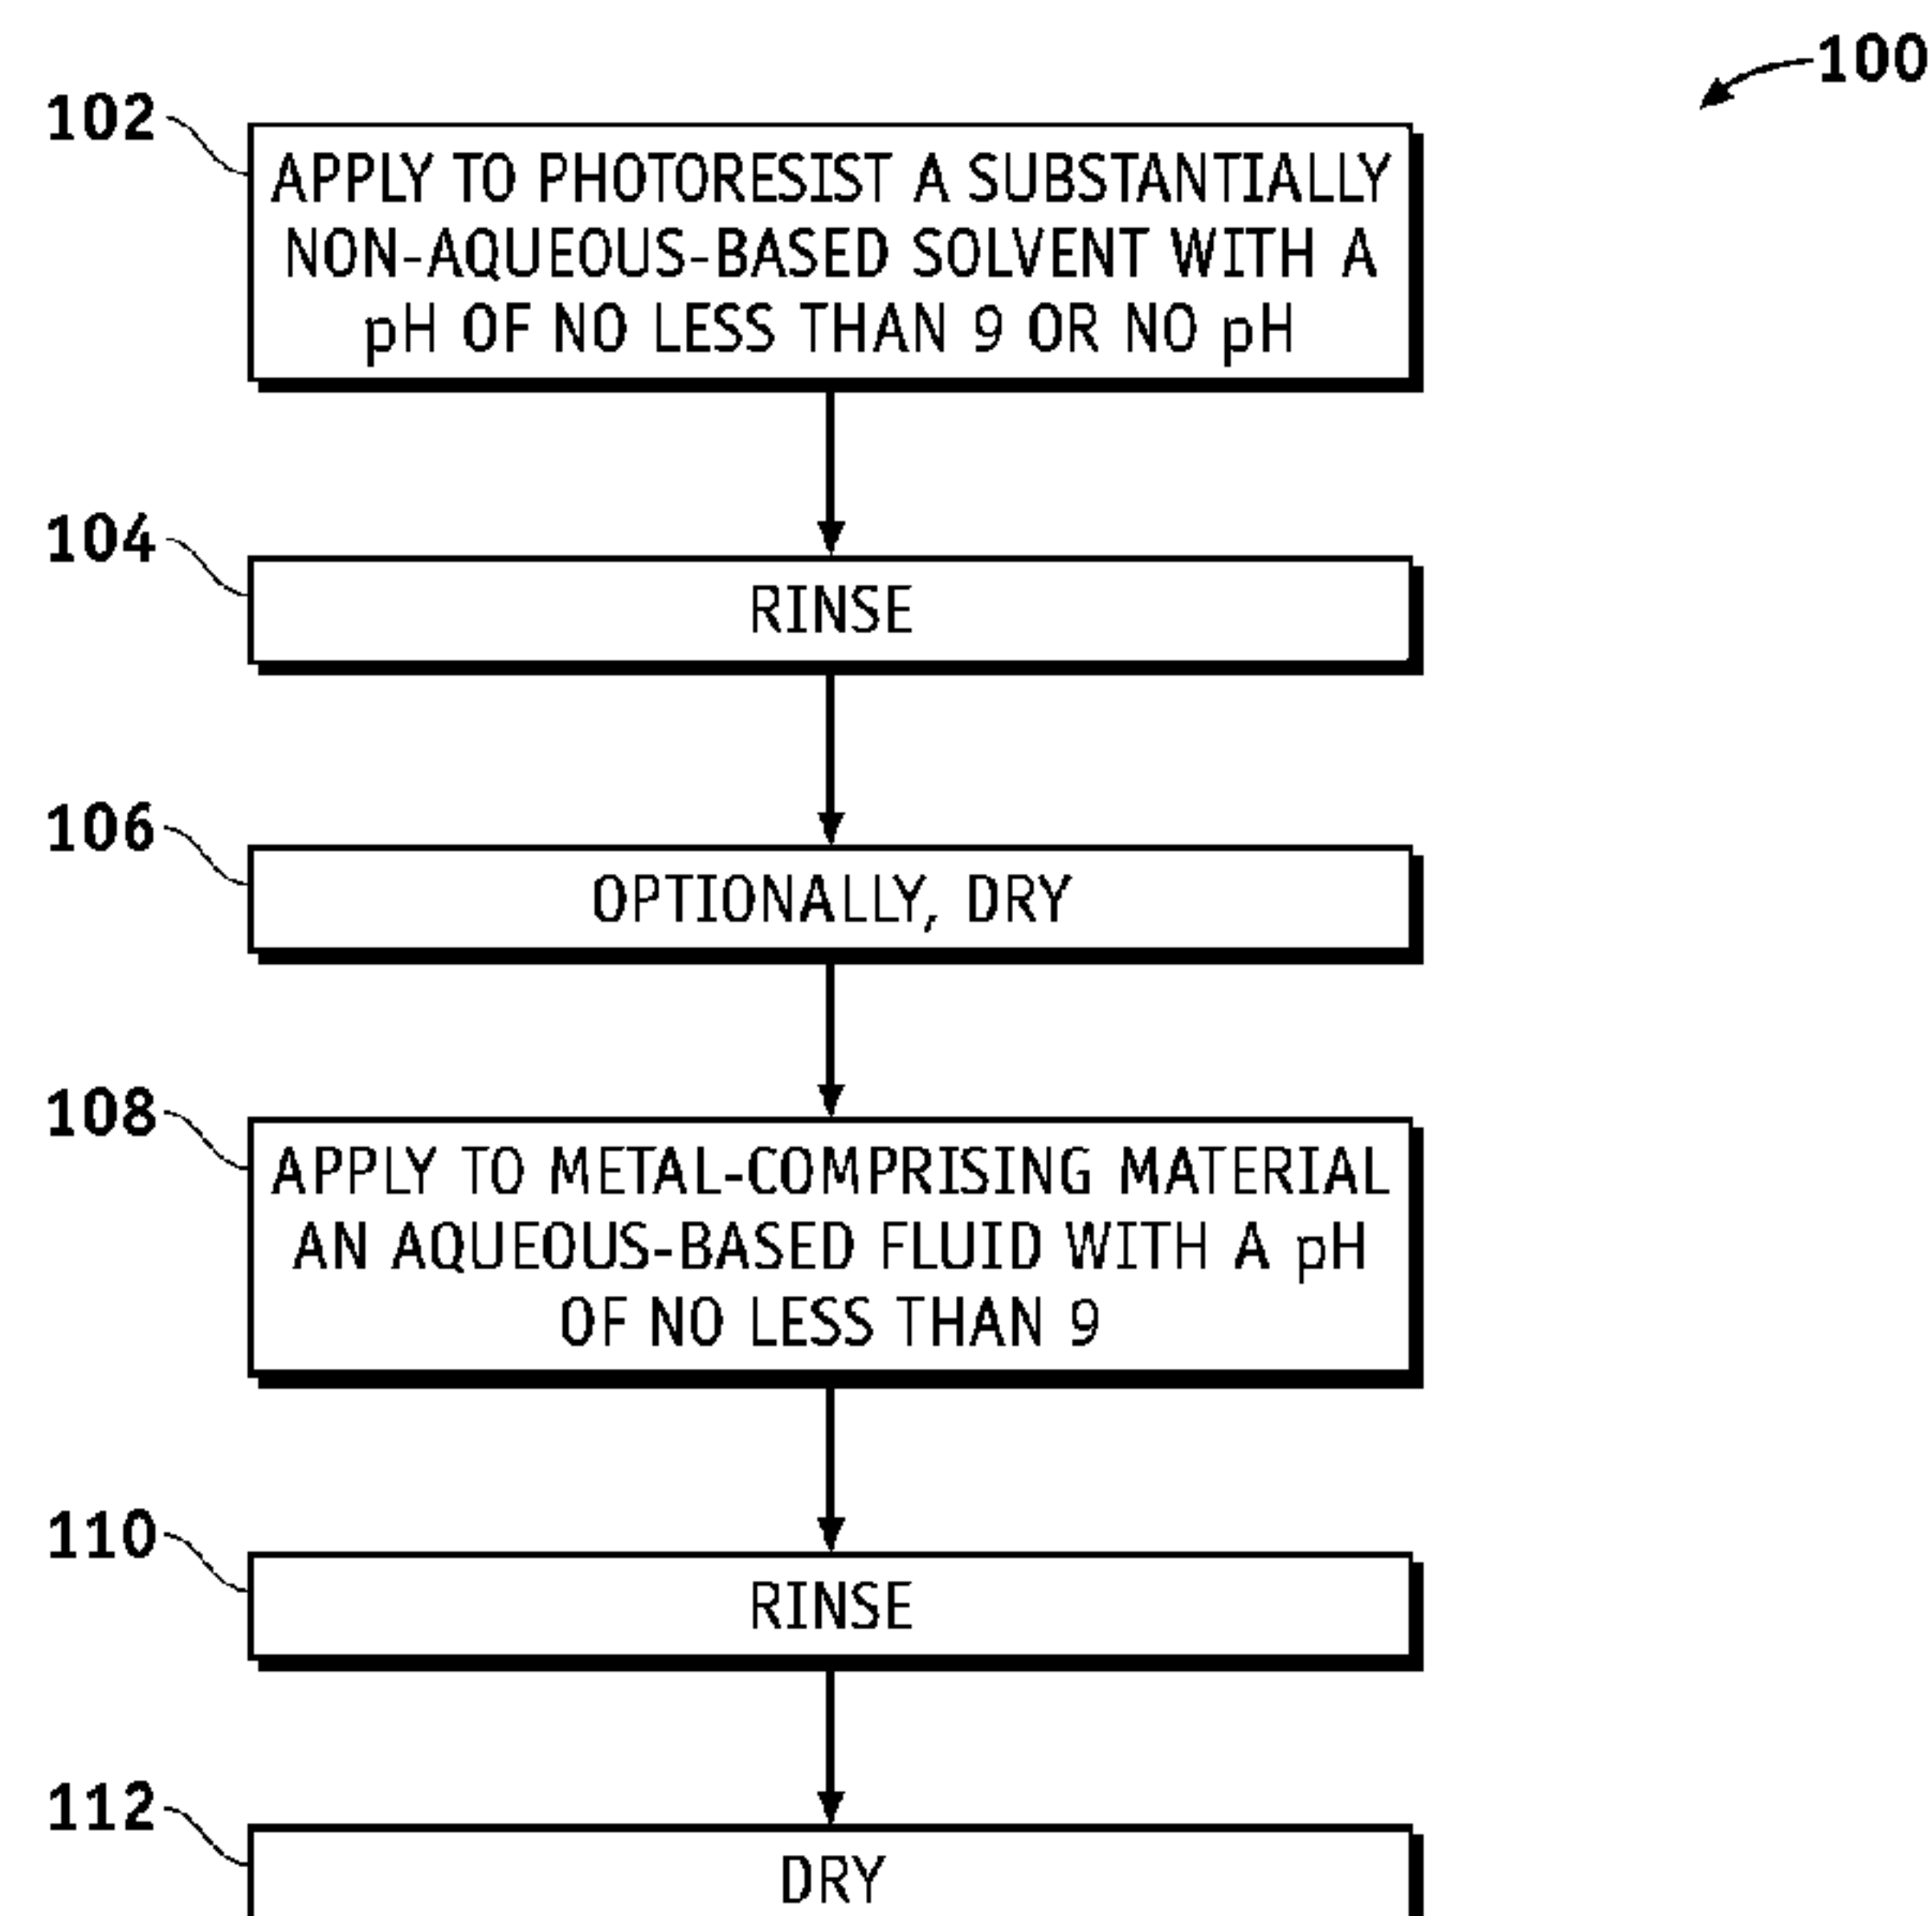 100
102
APPLY TO PHOTORESIST A SUBSTANTIALLY
NON-AQUEOUS-BASED SOLVENT WITH A
pH OF NO LESS THAN 9 OR NO pH
104
RINSE
106
OPTIONALLY, DRY
108
APPLY TO METAL-COMPRISING MATERIAL
AN AQUEOUS-BASED FLUID WITH A pH
OF NO LESS THAN 9
110
RINSE
112
DRY